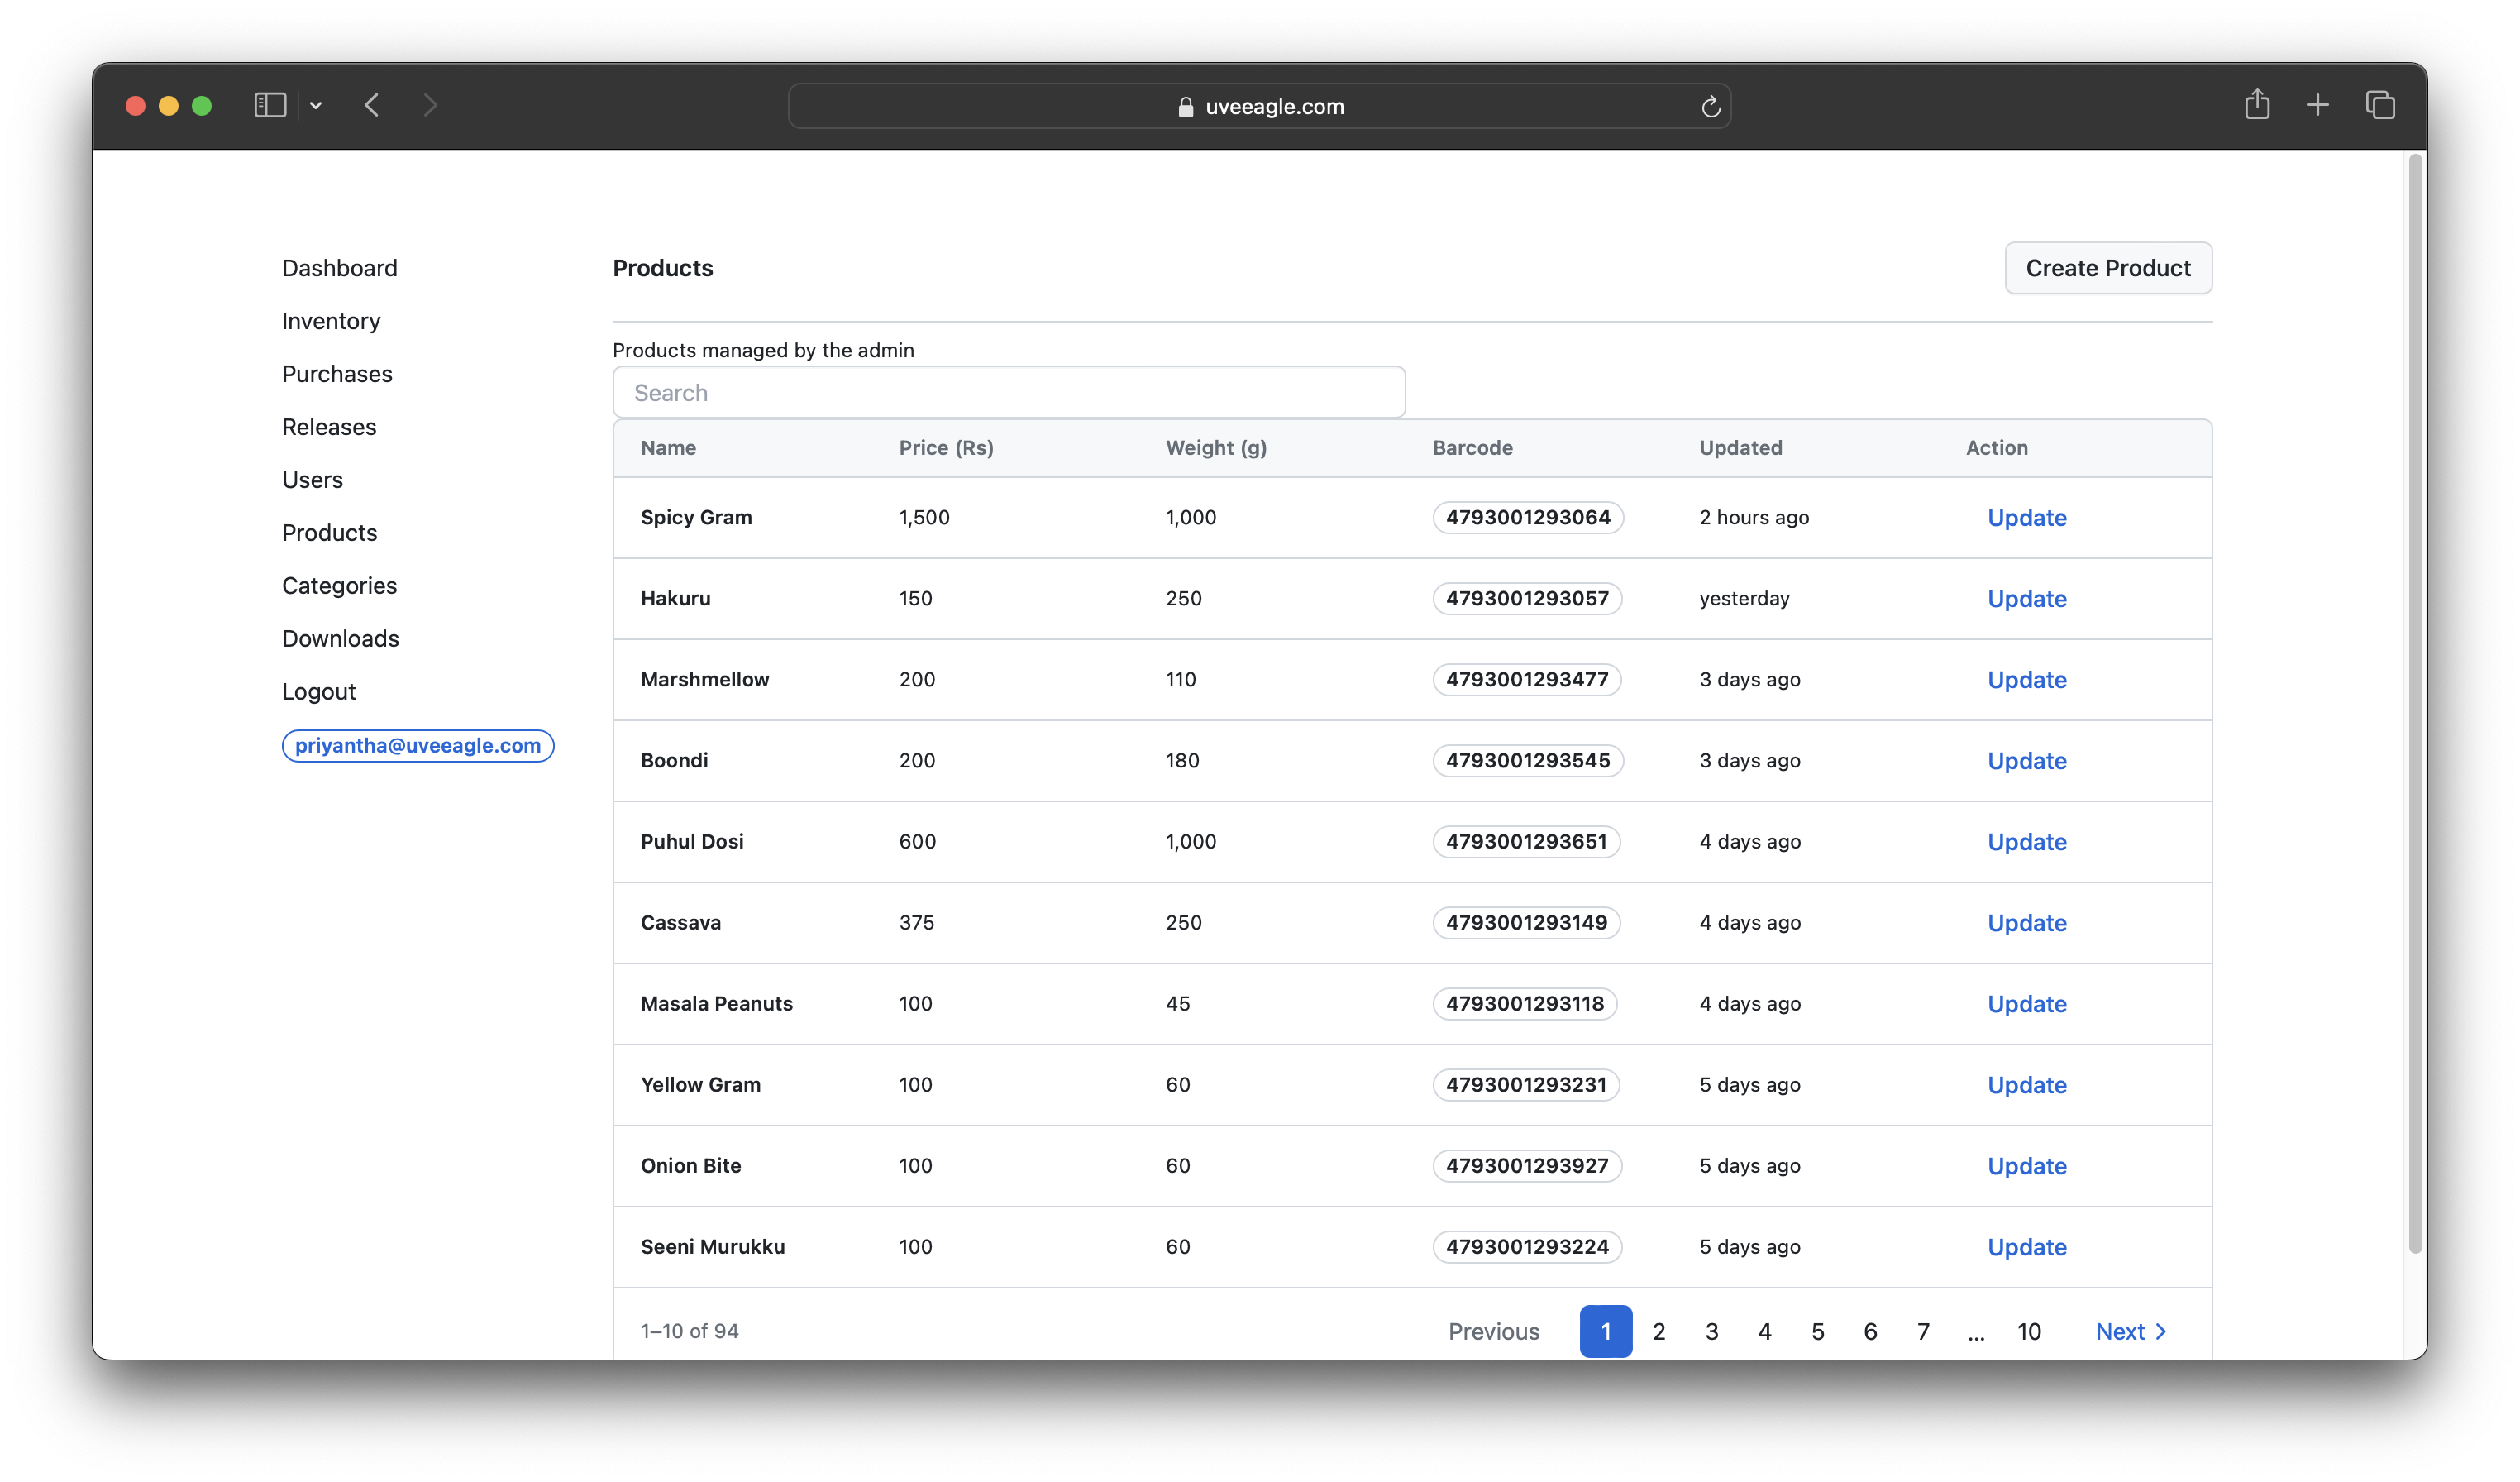 uveeagle.com
Dashboard
Inventory
Purchases
Releases
Users
Products
Categories
Downloads
Logout
priyantha@uveeagle.com
Products
Create Product
Products managed by the admin
Search
Name Price (Rs) Weight (g) Barcode Updated Action
Spicy Gram 1,500 1,000 4793001293064 2 hours ago Update
Hakuru 150 250 4793001293057 yesterday Update
Marshmellow 200 110 4793001293477 3 days ago Update
Boondi 200 180 4793001293545 3 days ago Update
Puhul Dosi 600 1,000 4793001293651 4 days ago Update
Cassava 375 250 4793001293149 4 days ago Update
Masala Peanuts 100 45 4793001293118 4 days ago Update
Yellow Gram 100 60 4793001293231 5 days ago Update
Onion Bite 100 60 4793001293927 5 days ago Update
Seeni Murukku 100 60 4793001293224 5 days ago Update
1–10 of 94 Previous 1 2 3 4 5 6 7 ... 10 Next